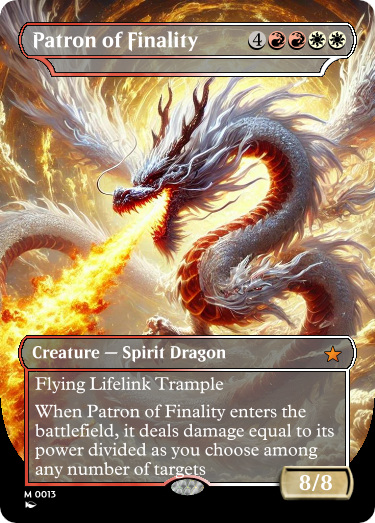 Patron of Finality 4
Creature — Spirit Dragon
Flying Lifelink Trample
When Patron of Finality enters the
battlefield, it deals damage equal to its
power divided as you choose among
any number of targets
8/8
M 0013